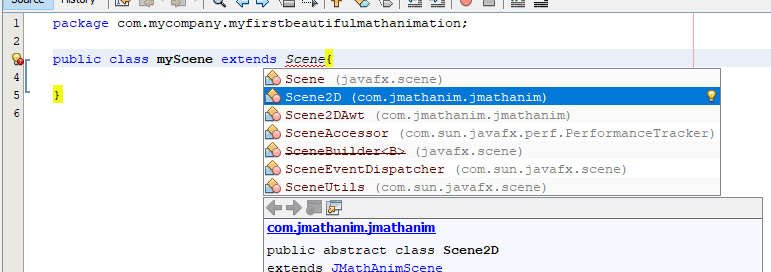 Source History
1 package com.mycompany.myfirstbeautifulmathanimation;
2
public class myScene extends Scene{
4
5 }
6
Scene (javafx.scene)
Scene2D (com.jmathanim.jmathanim)
Scene2DAwt (com.jmathanim.jmathanim)
SceneAccessor (com.sun.javafx.perf.PerformanceTracker)
SceneBuilder<B> (javafx.scene)
SceneEventDispatcher (com.sun.javafx.scene)
SceneUtils (com.sun.javafx.scene)
com.jmathanim.jmathanim
public abstract class Scene2D
extends JMathAnimScene